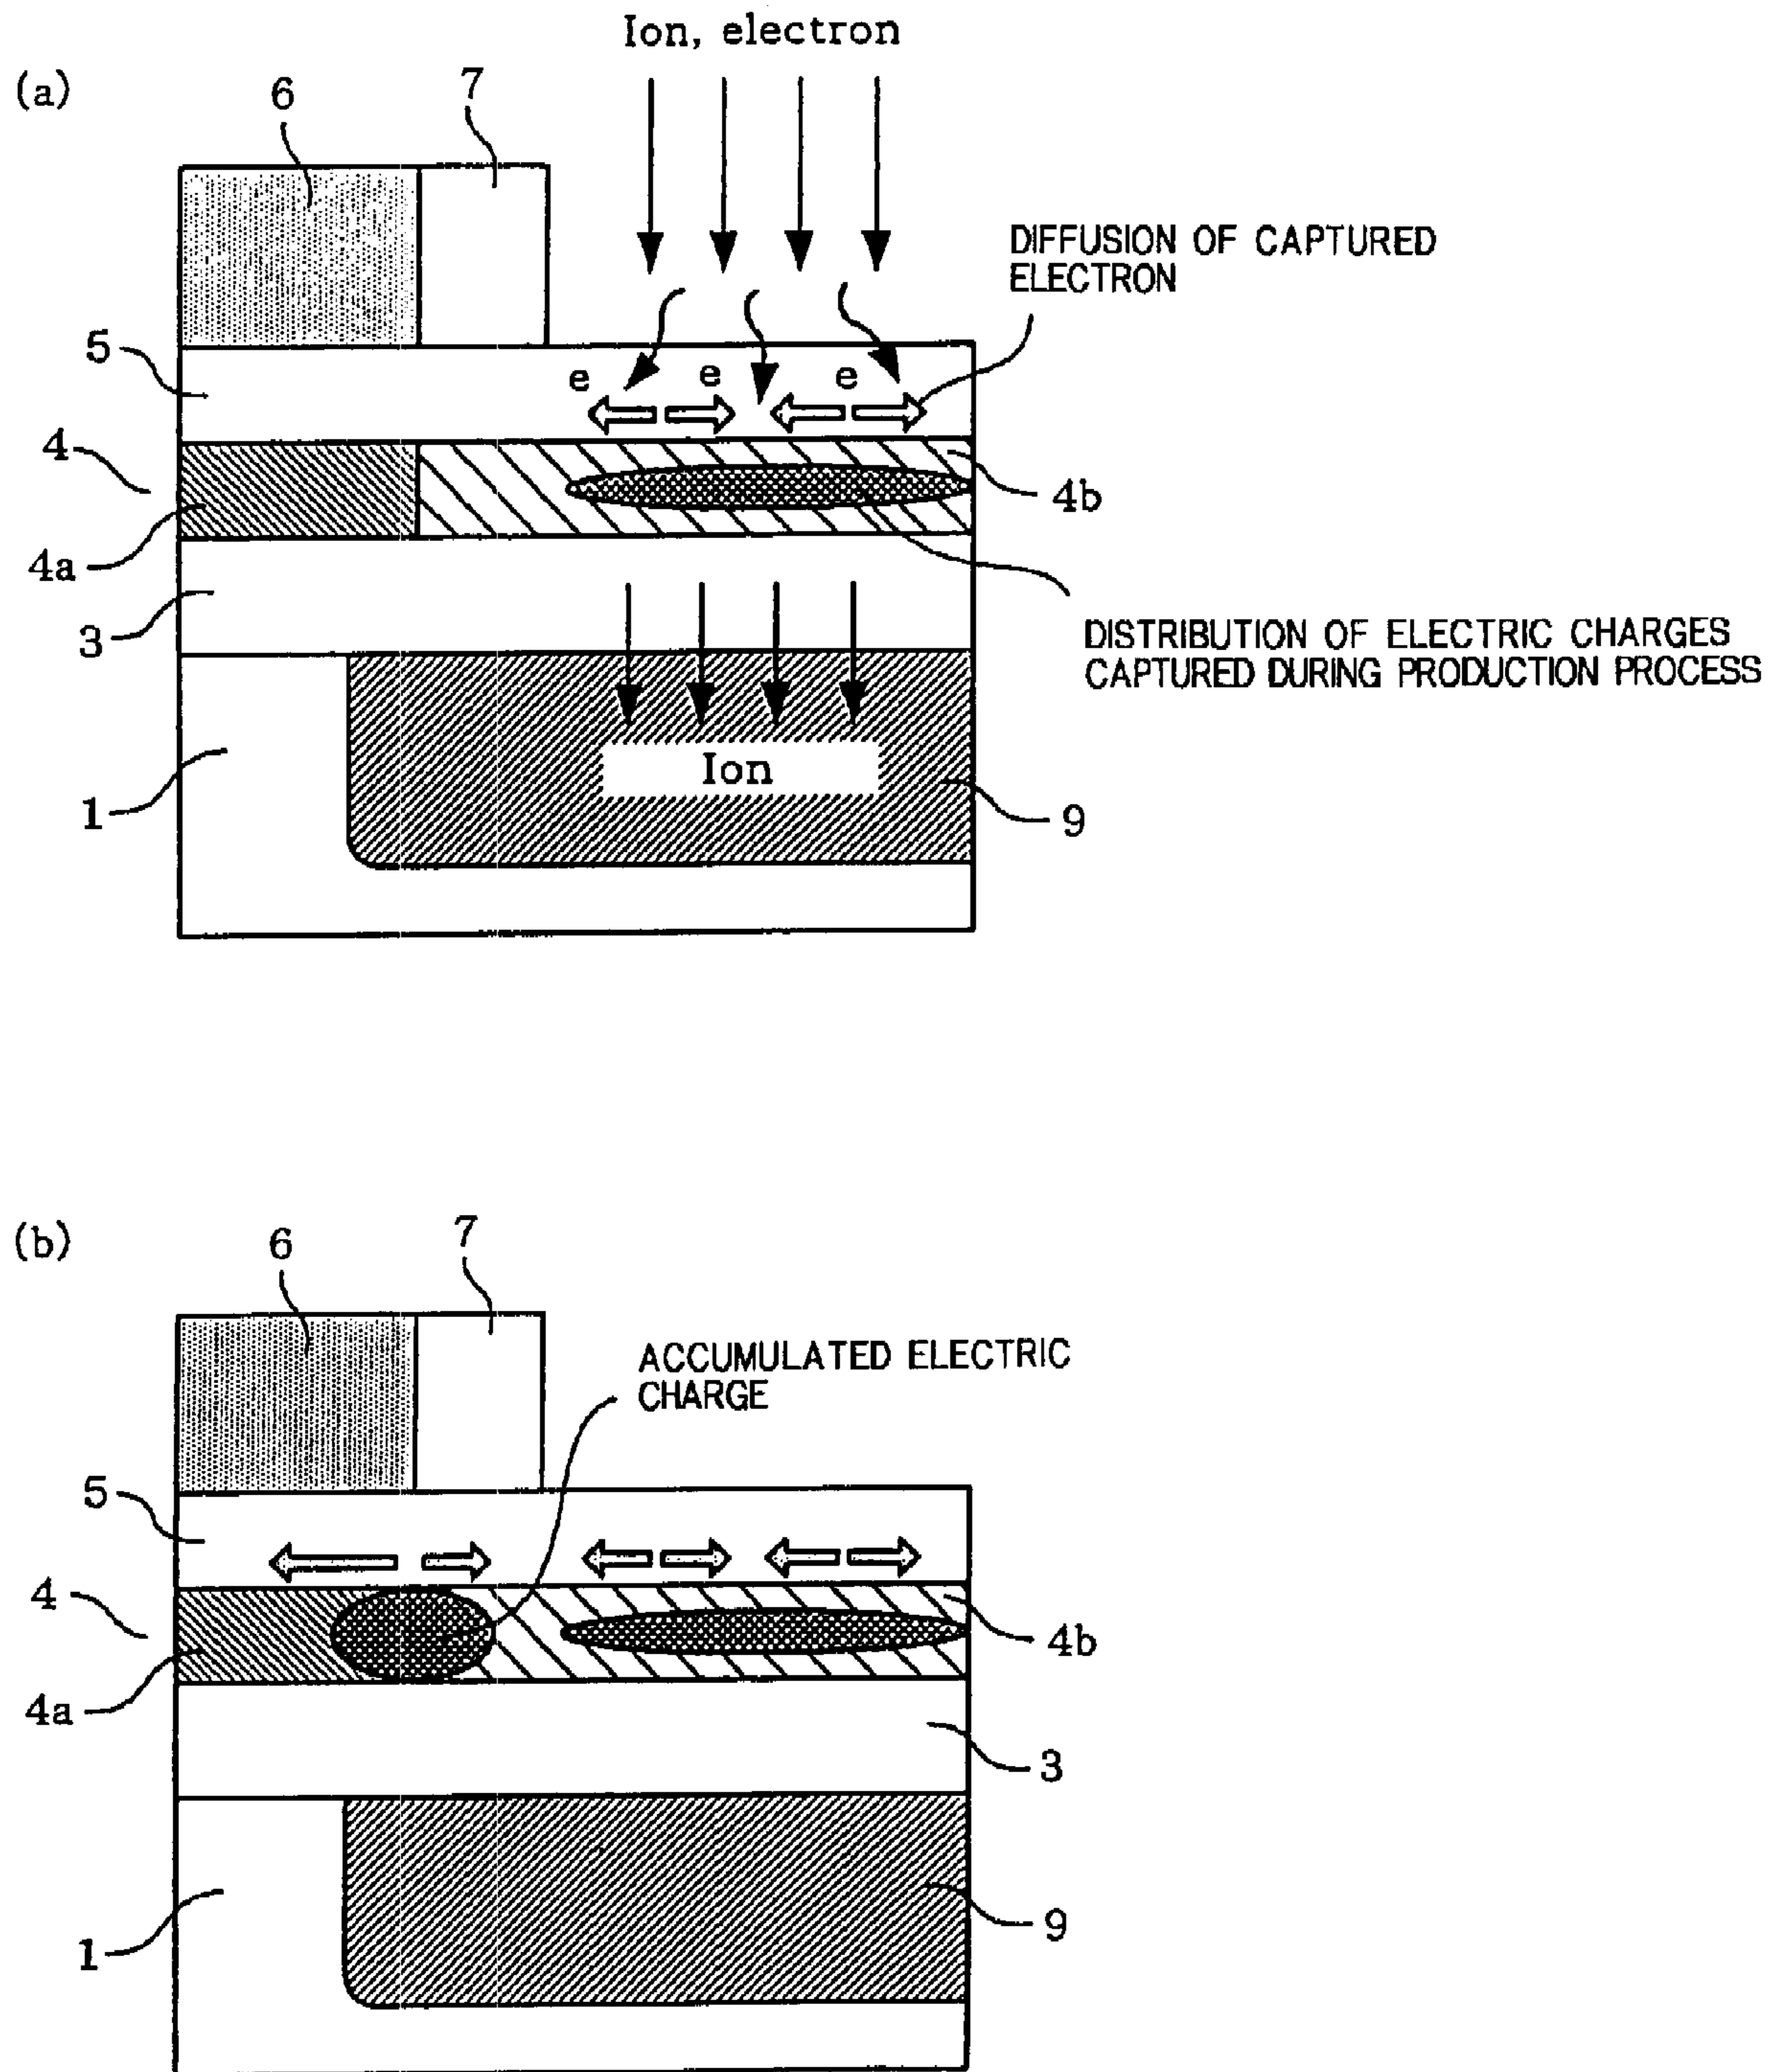 Ion, electron
(a)
6
7
DIFFUSION OF CAPTURED
ELECTRON
5
e e e
4
4b
4a
3
DISTRIBUTION OF ELECTRIC CHARGES
CAPTURED DURING PRODUCTION PROCESS
Ion
1
9
(b)
6
7
ACCUMULATED ELECTRIC
CHARGE
5
4
4b
4a
3
9
1